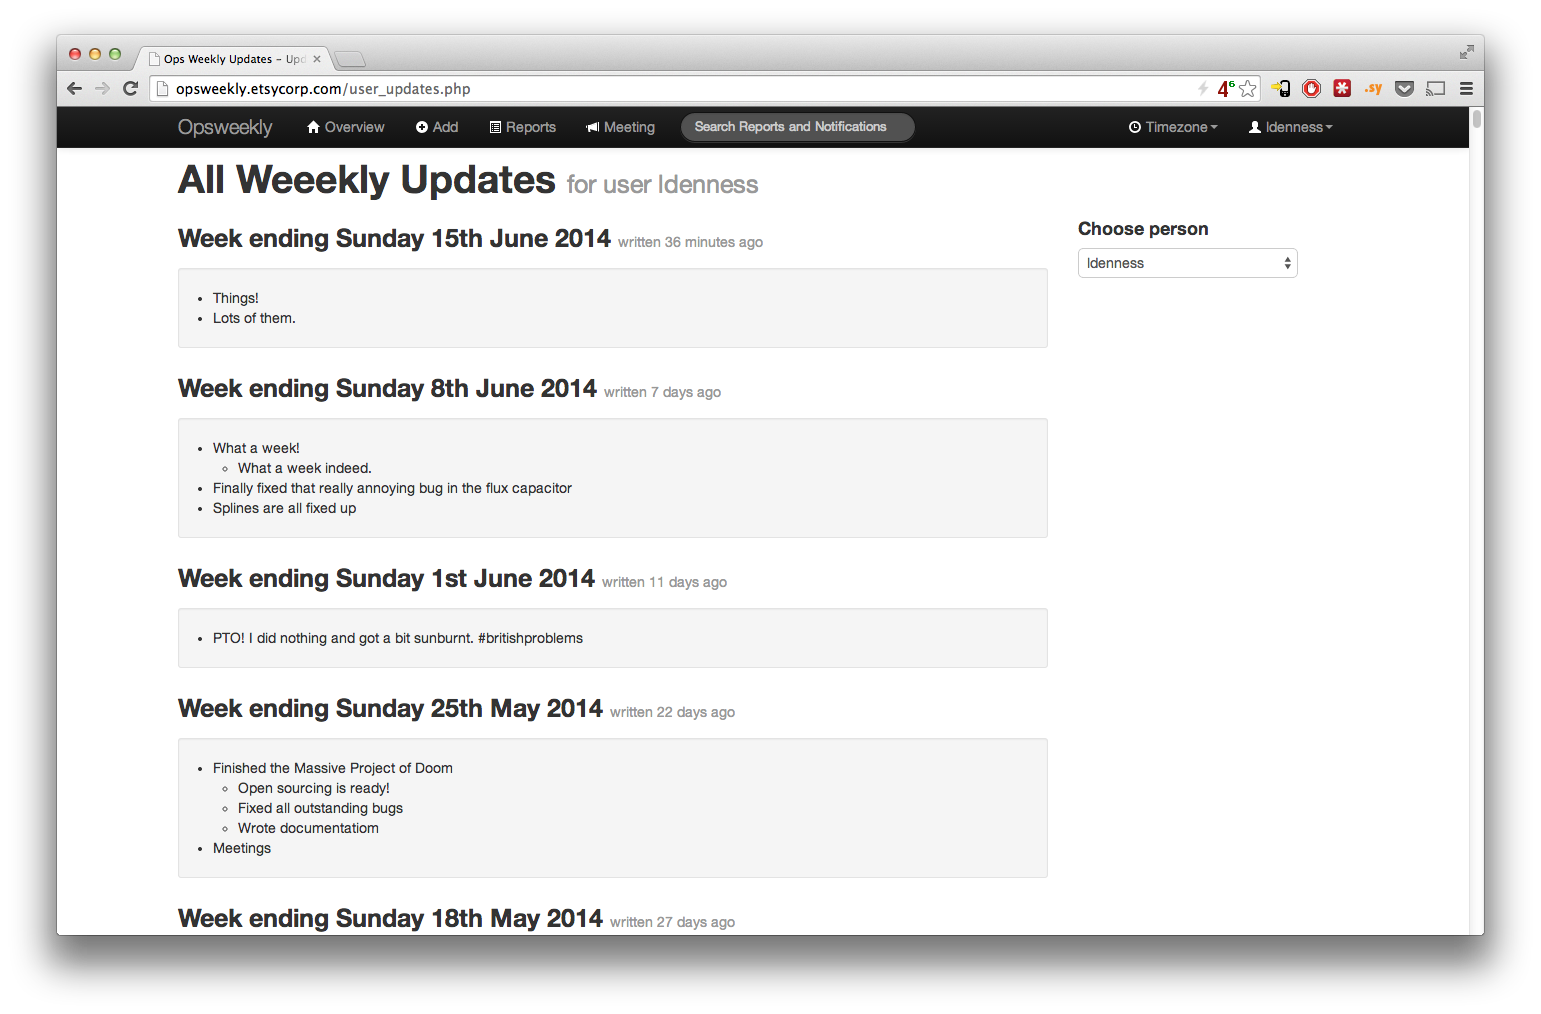 Ops Weekly Updates – Upd
opsweekly.etsycorp.com/user_updates.php
4 6
.sy
Opsweekly Overview Add Reports Meeting Search Reports and Notifications Timezone ldenness
All Weeekly Updates for user ldenness
Week ending Sunday 15th June 2014 written 36 minutes ago
Choose person
ldenness
Things!
Lots of them.
Week ending Sunday 8th June 2014 written 7 days ago
What a week!
What a week indeed.
Finally fixed that really annoying bug in the flux capacitor
Splines are all fixed up
Week ending Sunday 1st June 2014 written 11 days ago
PTO! I did nothing and got a bit sunburnt. #britishproblems
Week ending Sunday 25th May 2014 written 22 days ago
Finished the Massive Project of Doom
Open sourcing is ready!
Fixed all outstanding bugs
Wrote documentatiom
Meetings
Week ending Sunday 18th May 2014 written 27 days ago